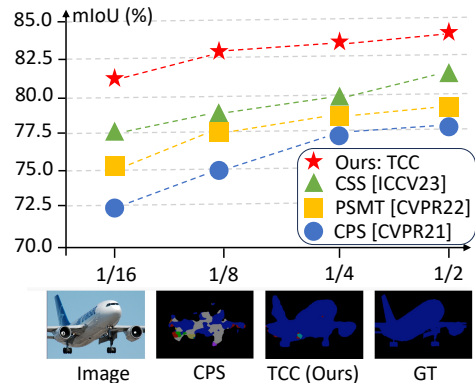 mIoU (%)
85.0
82.5
80.0
77.5
75.0
72.5
70.0
Ours: TCC
CSS [ICCV23]
PSMT [CVPR22]
CPS [CVPR21]
1/16 1/8 1/4 1/2
Image CPS TCC (Ours) GT